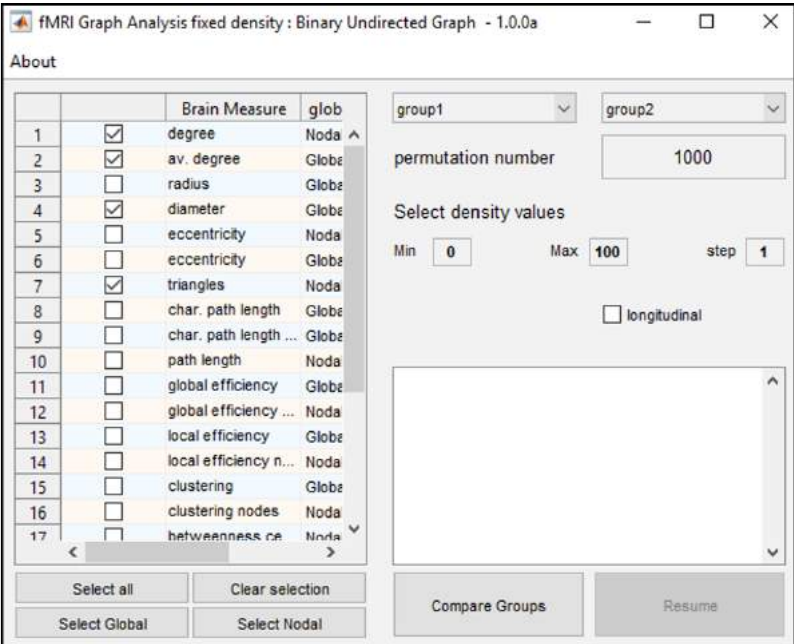 fMRI Graph Analysis fixed density : Binary Undirected Graph - 1.0.0a
About
Brain Measure glob
1 degree Noda
2 av. degree Globa
3 radius Globa
4 diameter Globa
5 eccentricity Noda
6 eccentricity Globa
7 triangles Noda
8 char. path length Globa
9 char. path length ... Globa
10 path length Noda
11 global efficiency Globa
12 global efficiency ... Noda
13 local efficiency Globa
14 local efficiency n... Noda
15 clustering Globa
16 clustering nodes Noda
17 betweenness ce Noda
Select all Clear selection
Select Global Select Nodal
group1 group2
permutation number 1000
Select density values
Min 0 Max 100 step 1
longitudinal
Compare Groups Resume